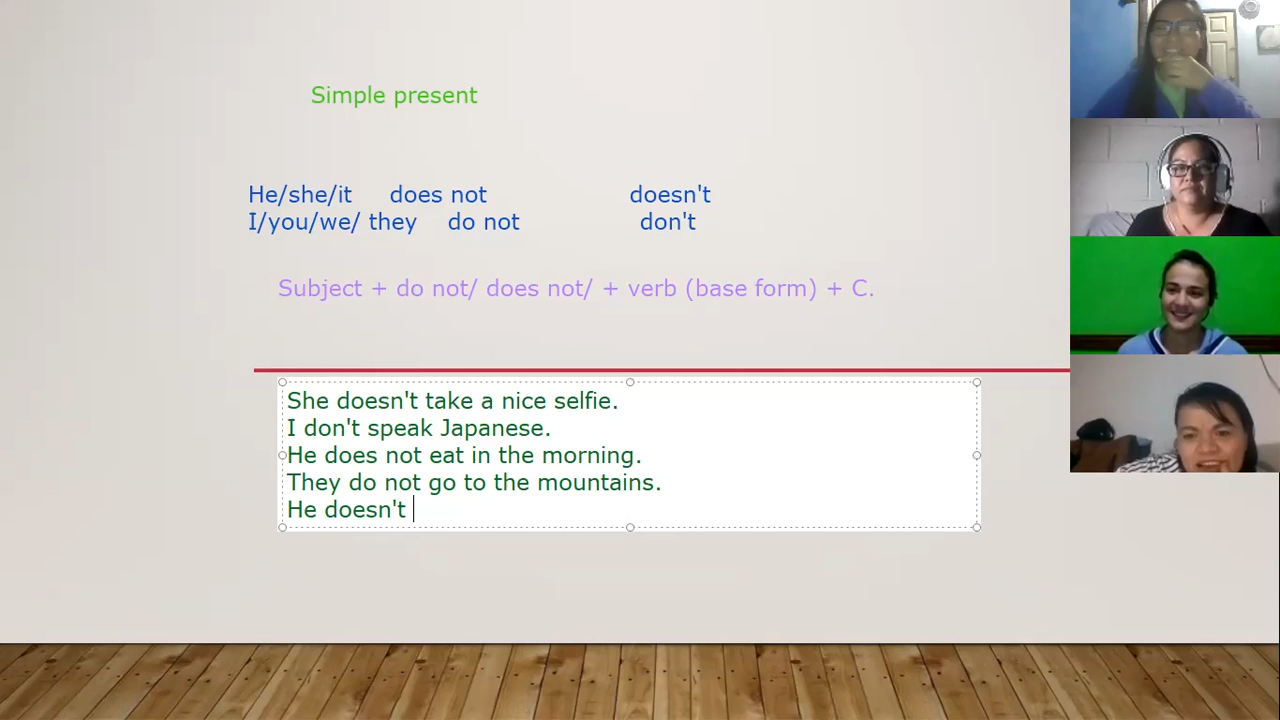 Simple present
He/she/it does not doesn't
I/you/we/ they do not don't
Subject + do not/ does not/ + verb (base form) + C.
She doesn't take a nice selfie.
I don't speak Japanese.
He does not eat in the morning.
They do not go to the mountains.
He doesn't